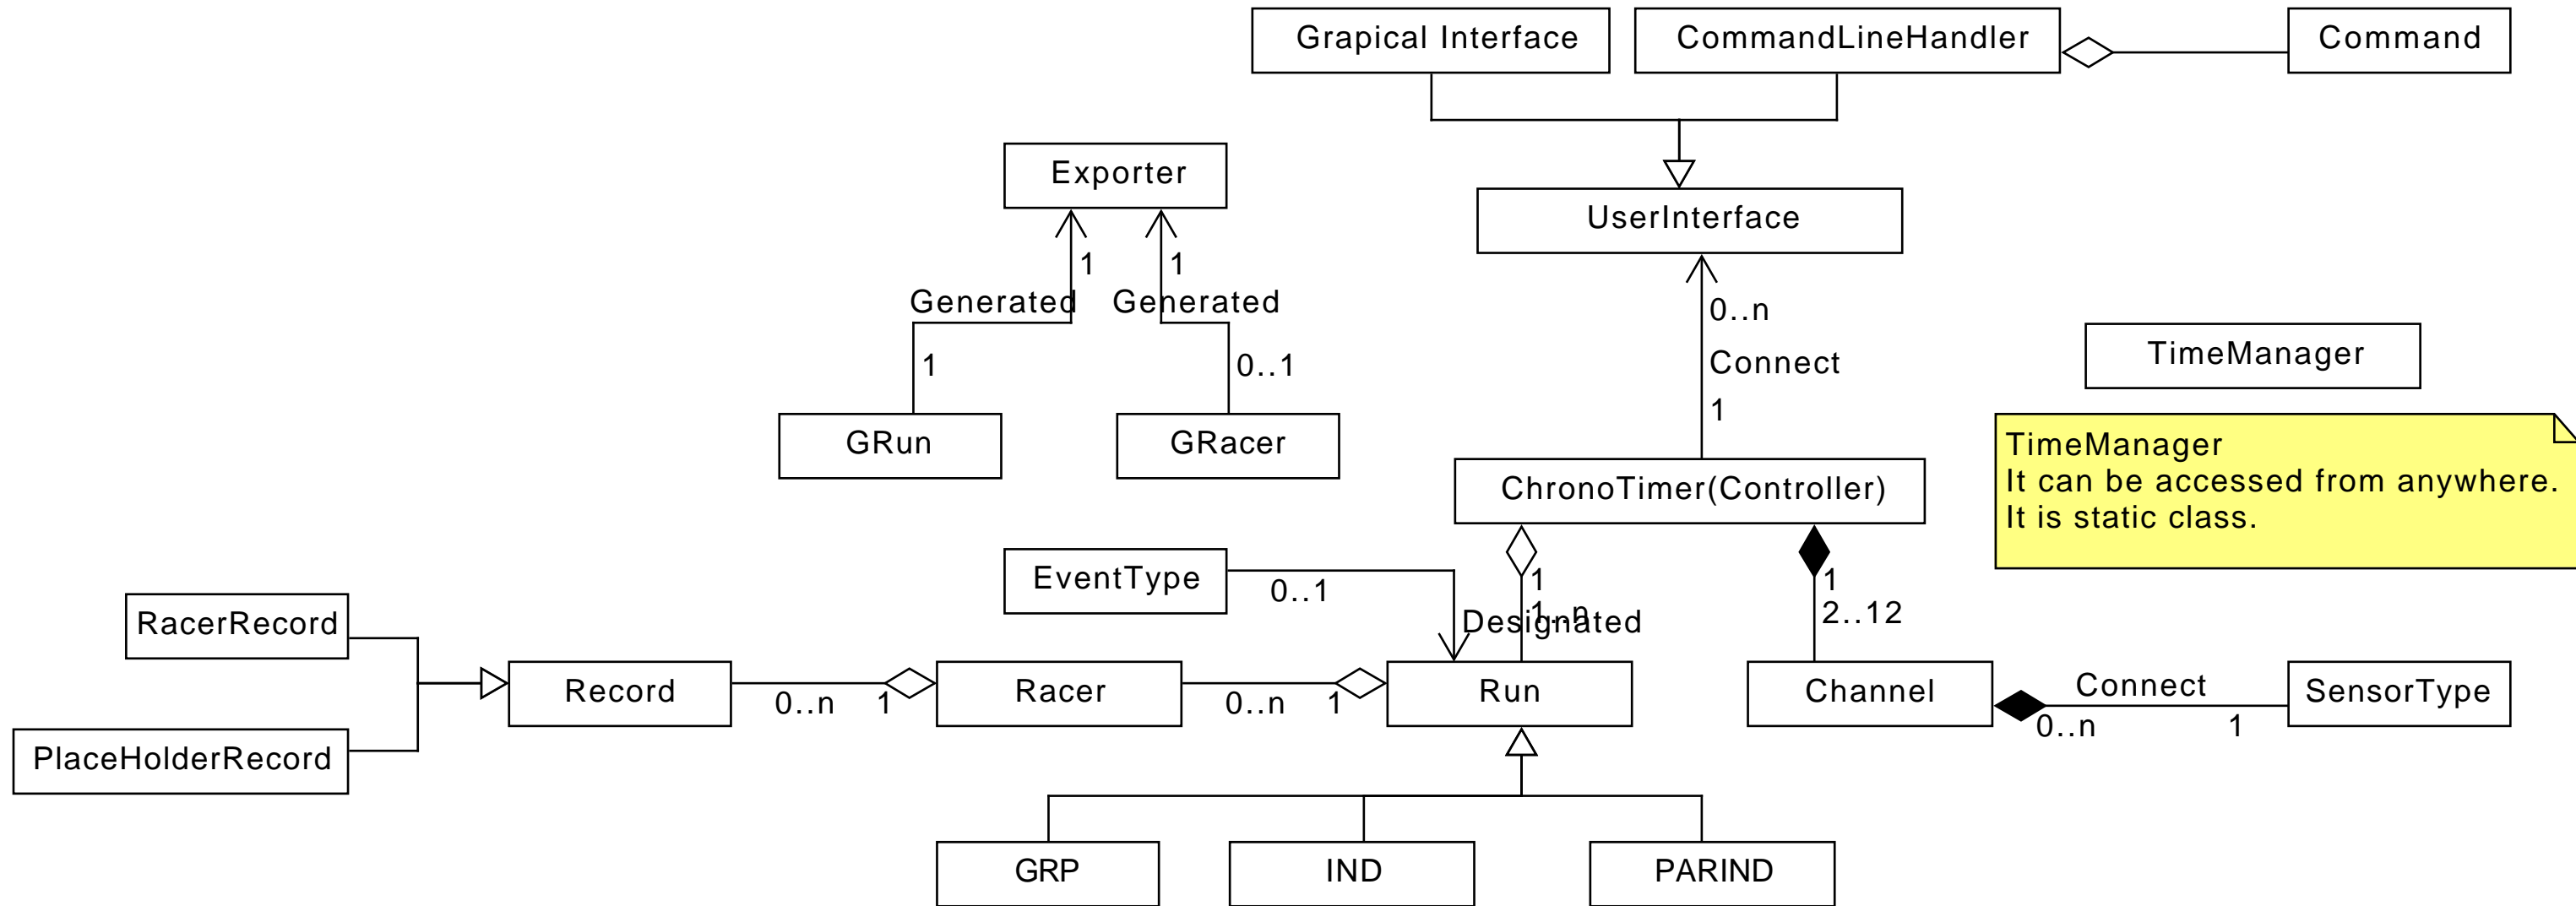 Grapical Interface
CommandLineHandler
Command
Exporter
UserInterface
1
1
Generated
Generated
0..n
1
0..1
Connect
TimeManager
1
GRun
GRacer
TimeManager
It can be accessed from anywhere.
It is static class.
ChronoTimer(Controller)
EventType
0..1
1
1
1..n
2..12
Designated
RacerRecord
Record
0..n
1
Racer
0..n
1
Run
Channel
Connect
0..n
1
SensorType
PlaceHolderRecord
GRP
IND
PARIND